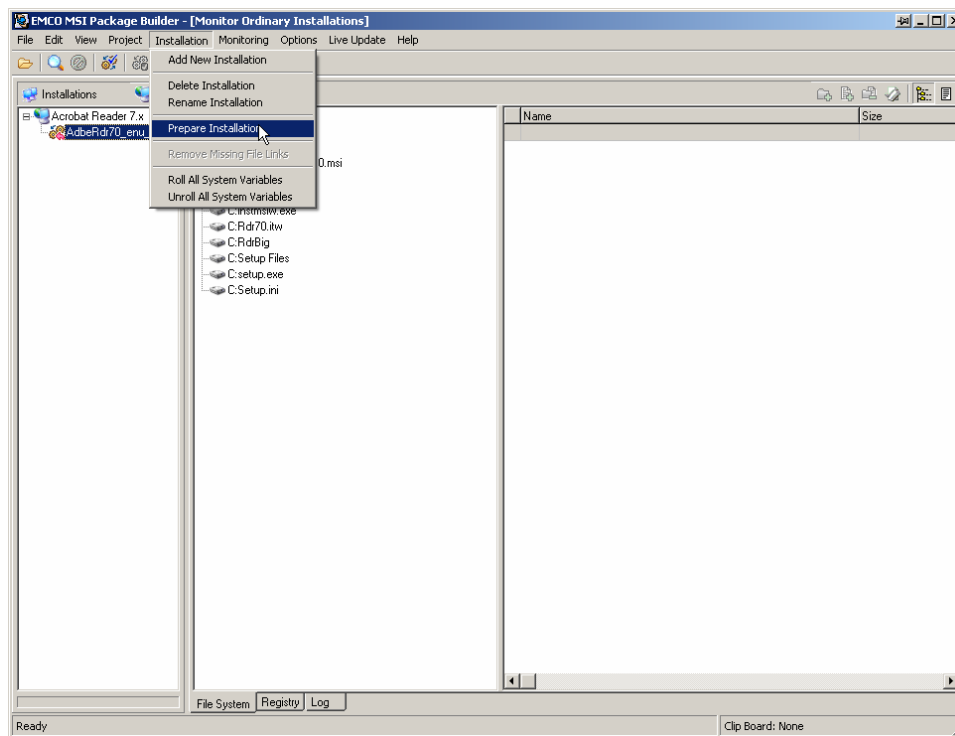 EMCO MSI Package Builder - [Monitor Ordinary Installations]
File Edit View Project Installation Monitoring Options Live Update Help
Add New Installation
Delete Installation
Rename Installation
Prepare Installation
Remove Missing File Links
Roll All System Variables
Unroll All System Variables
Installations
Acrobat Reader 7.x
AdbeRdr70_enu_
0.msi
C:instmsiw.exe
C:Rdr70.itw
C:RdrBig
C:Setup Files
C:setup.exe
C:Setup.ini
Name Size
File System Registry Log
Ready Clip Board: None